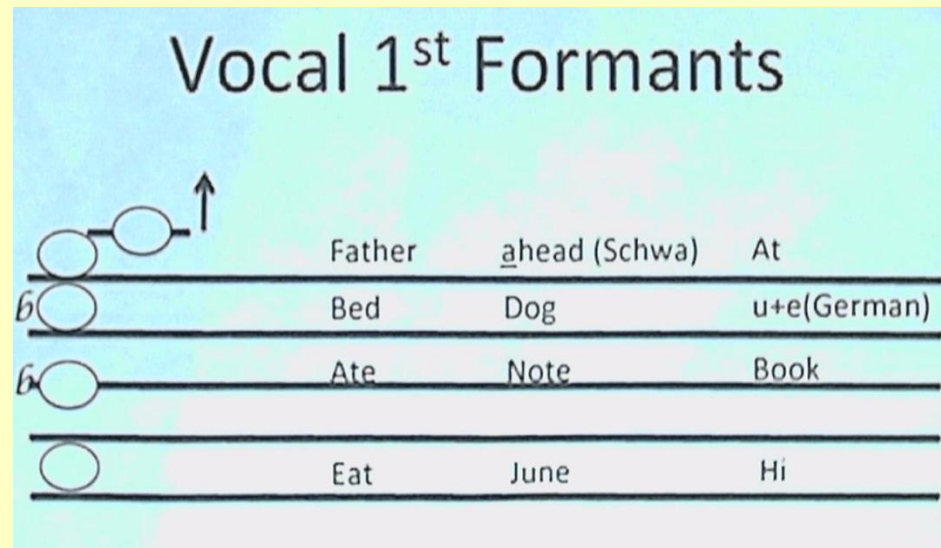 Vocal 1st Formants
Father ahead (Schwa) At
b Bed Dog u+e(German)
b Ate Note Book
Eat June Hi